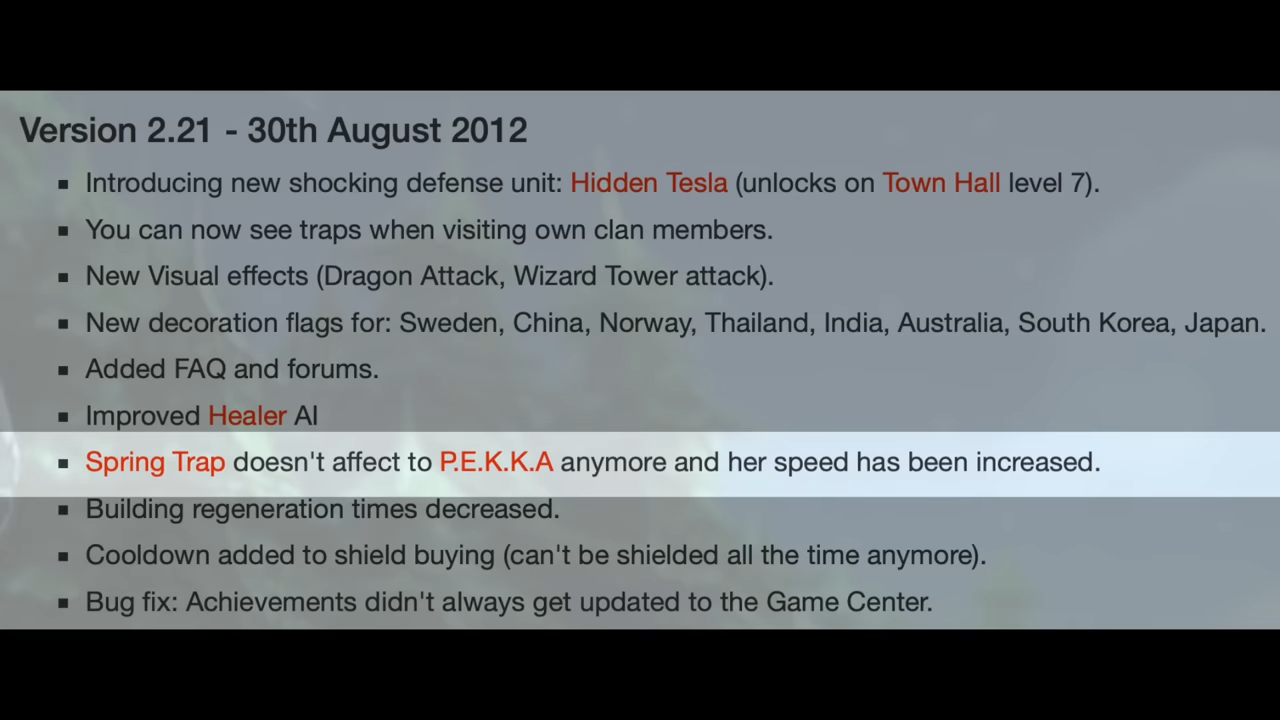 Version 2.21 - 30th August 2012
Introducing new shocking defense unit: Hidden Tesla (unlocks on Town Hall level 7).
You can now see traps when visiting own clan members.
New Visual effects (Dragon Attack, Wizard Tower attack).
New decoration flags for: Sweden, China, Norway, Thailand, India, Australia, South Korea, Japan.
Added FAQ and forums.
Improved Healer AI
Spring Trap doesn't affect to P.E.K.K.A anymore and her speed has been increased.
Building regeneration times decreased.
Cooldown added to shield buying (can't be shielded all the time anymore).
Bug fix: Achievements didn't always get updated to the Game Center.